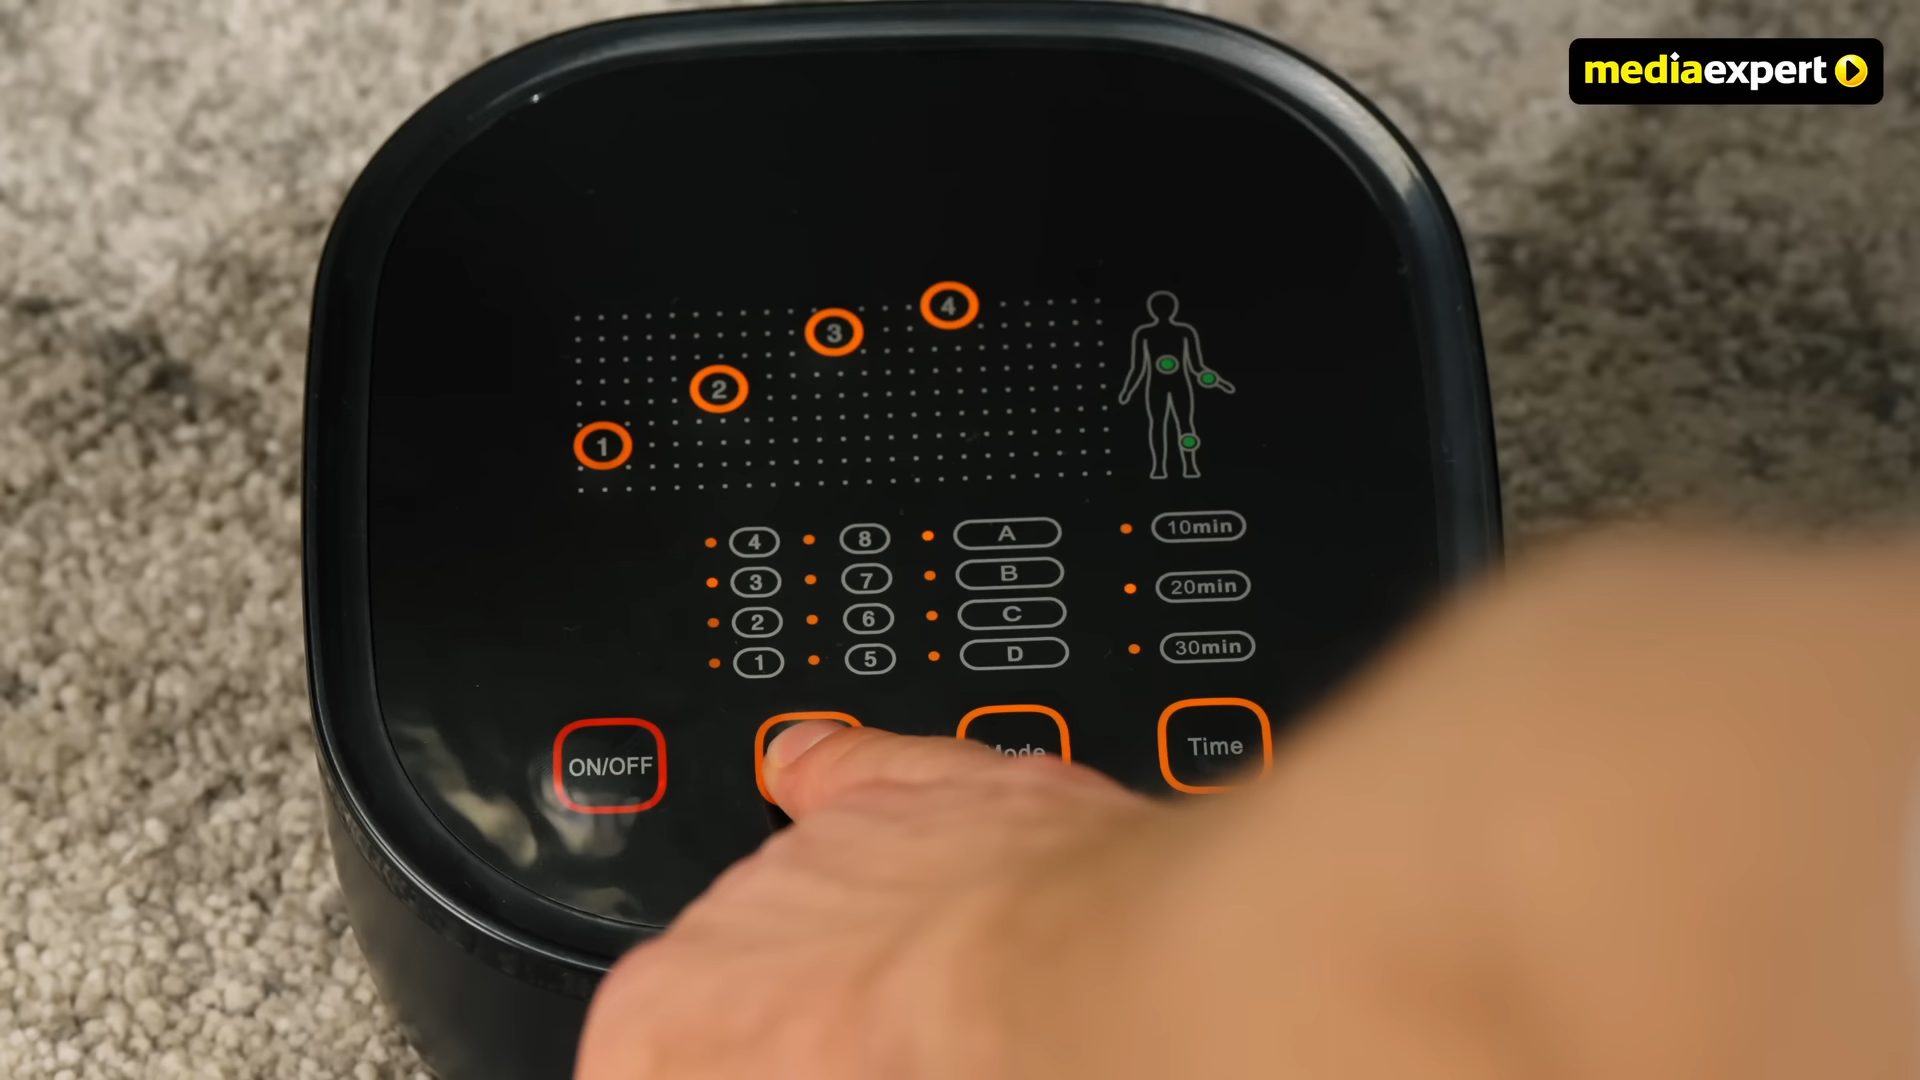 mediaexpert
4
3
2
1
4 8 A 10min
3 7 B 20min
2 6 C
1 5 D 30min
ON/OFF Time